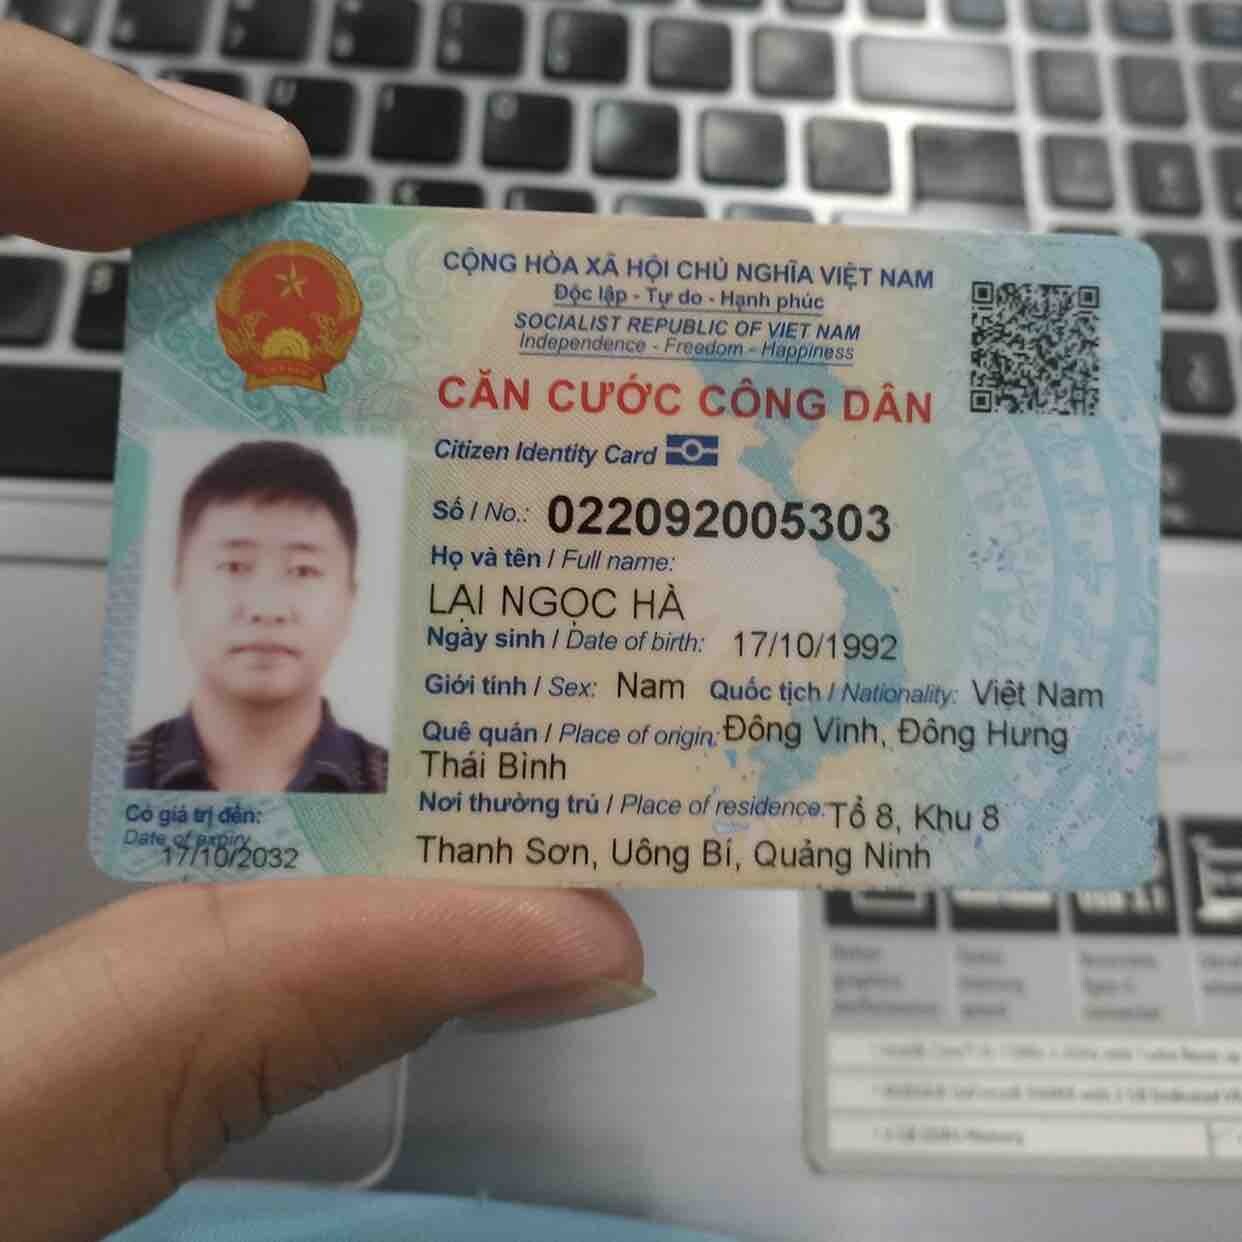 CỘNG HÒA XÃ HỘI CHỦ NGHĨA VIỆT NAM
Độc lập - Tự do - Hạnh phúc
SOCIALIST REPUBLIC OF VIET NAM
Independence - Freedom - Happiness
CĂN CƯỚC CÔNG DÂN
Citizen Identity Card
Số / No.: 022092005303
Họ và tên / Full name:
LẠI NGỌC HÀ
Ngày sinh / Date of birth: 17/10/1992
Giới tính / Sex: Nam Quốc tịch / Nationality: Việt Nam
Quê quán / Place of origin: Đông Vinh, Đông Hưng
Thái Bình
Nơi thường trú / Place of residence: Tổ 8, Khu 8
Thanh Sơn, Uông Bí, Quảng Ninh
Có giá trị đến:
Date of expiry
17/10/2032